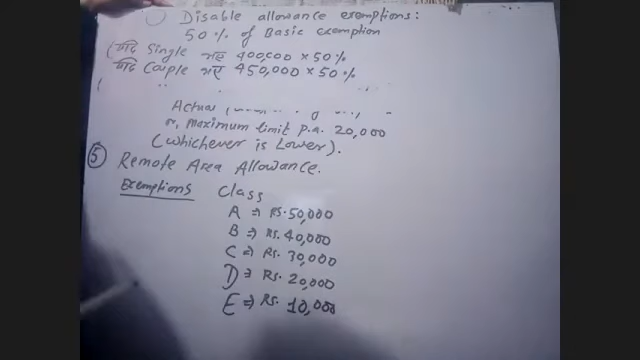 Disable allowance exemptions:
50% of Basic exemption
(यदि Single भए 400,000 × 50%
यदि Couple भए 450,000 × 50%
Actual
or, maximum limit p.a. 20,000
(whichever is Lower).
⑤ Remote Area Allowance.
Exemptions Class
A ⇒ Rs. 50,000
B ⇒ Rs. 40,000
C ⇒ Rs. 30,000
D ⇒ Rs. 20,000
E ⇒ Rs. 10,000